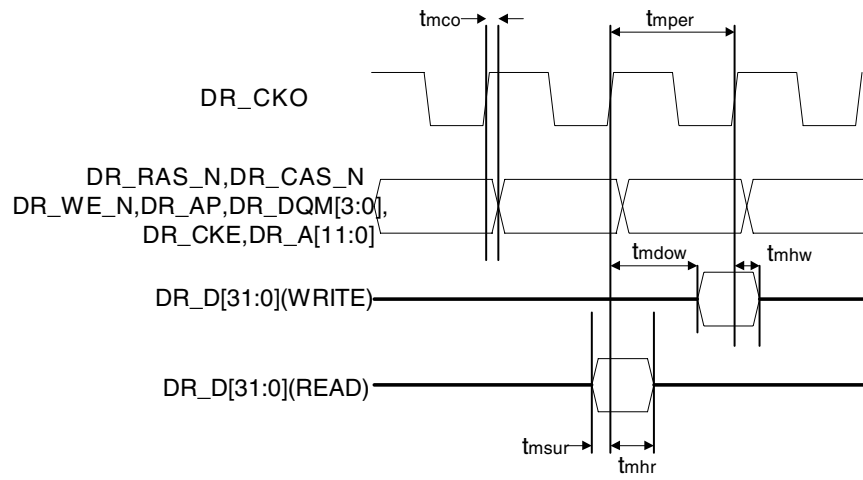 tmco
tmper
DR_CKO
DR_RAS_N,DR_CAS_N
DR_WE_N,DR_AP,DR_DQM[3:0],
DR_CKE,DR_A[11:0]
tmdow
tmhw
DR_D[31:0](WRITE)
DR_D[31:0](READ)
tmsur
tmhr